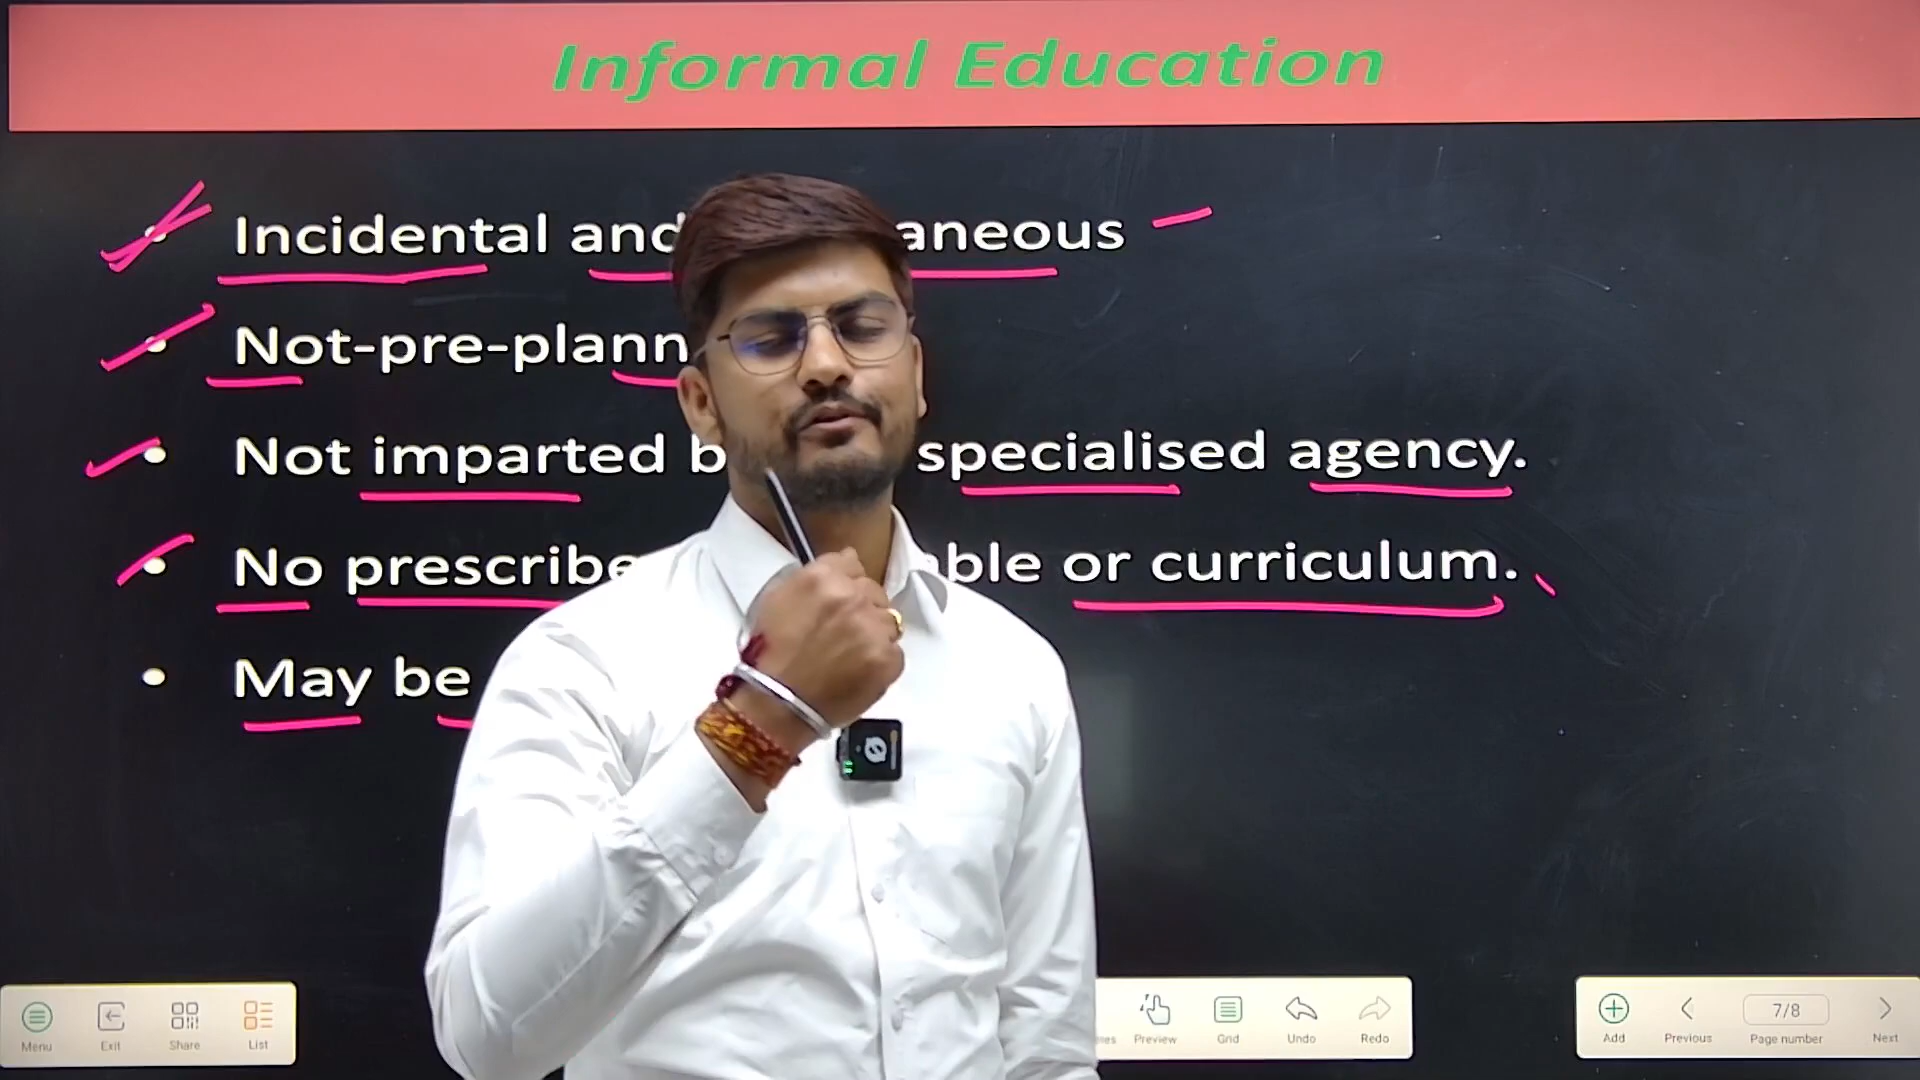 Informal Education
Incidental and aneous
Not-pre-plann
Not imparted b specialised agency.
No prescribe able or curriculum.
May be
Menu Exit Share List Preview Grid Undo Redo Add Previous 7/8 Page number Next